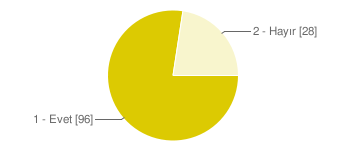 2 - Hayır [28]
1 - Evet [96]